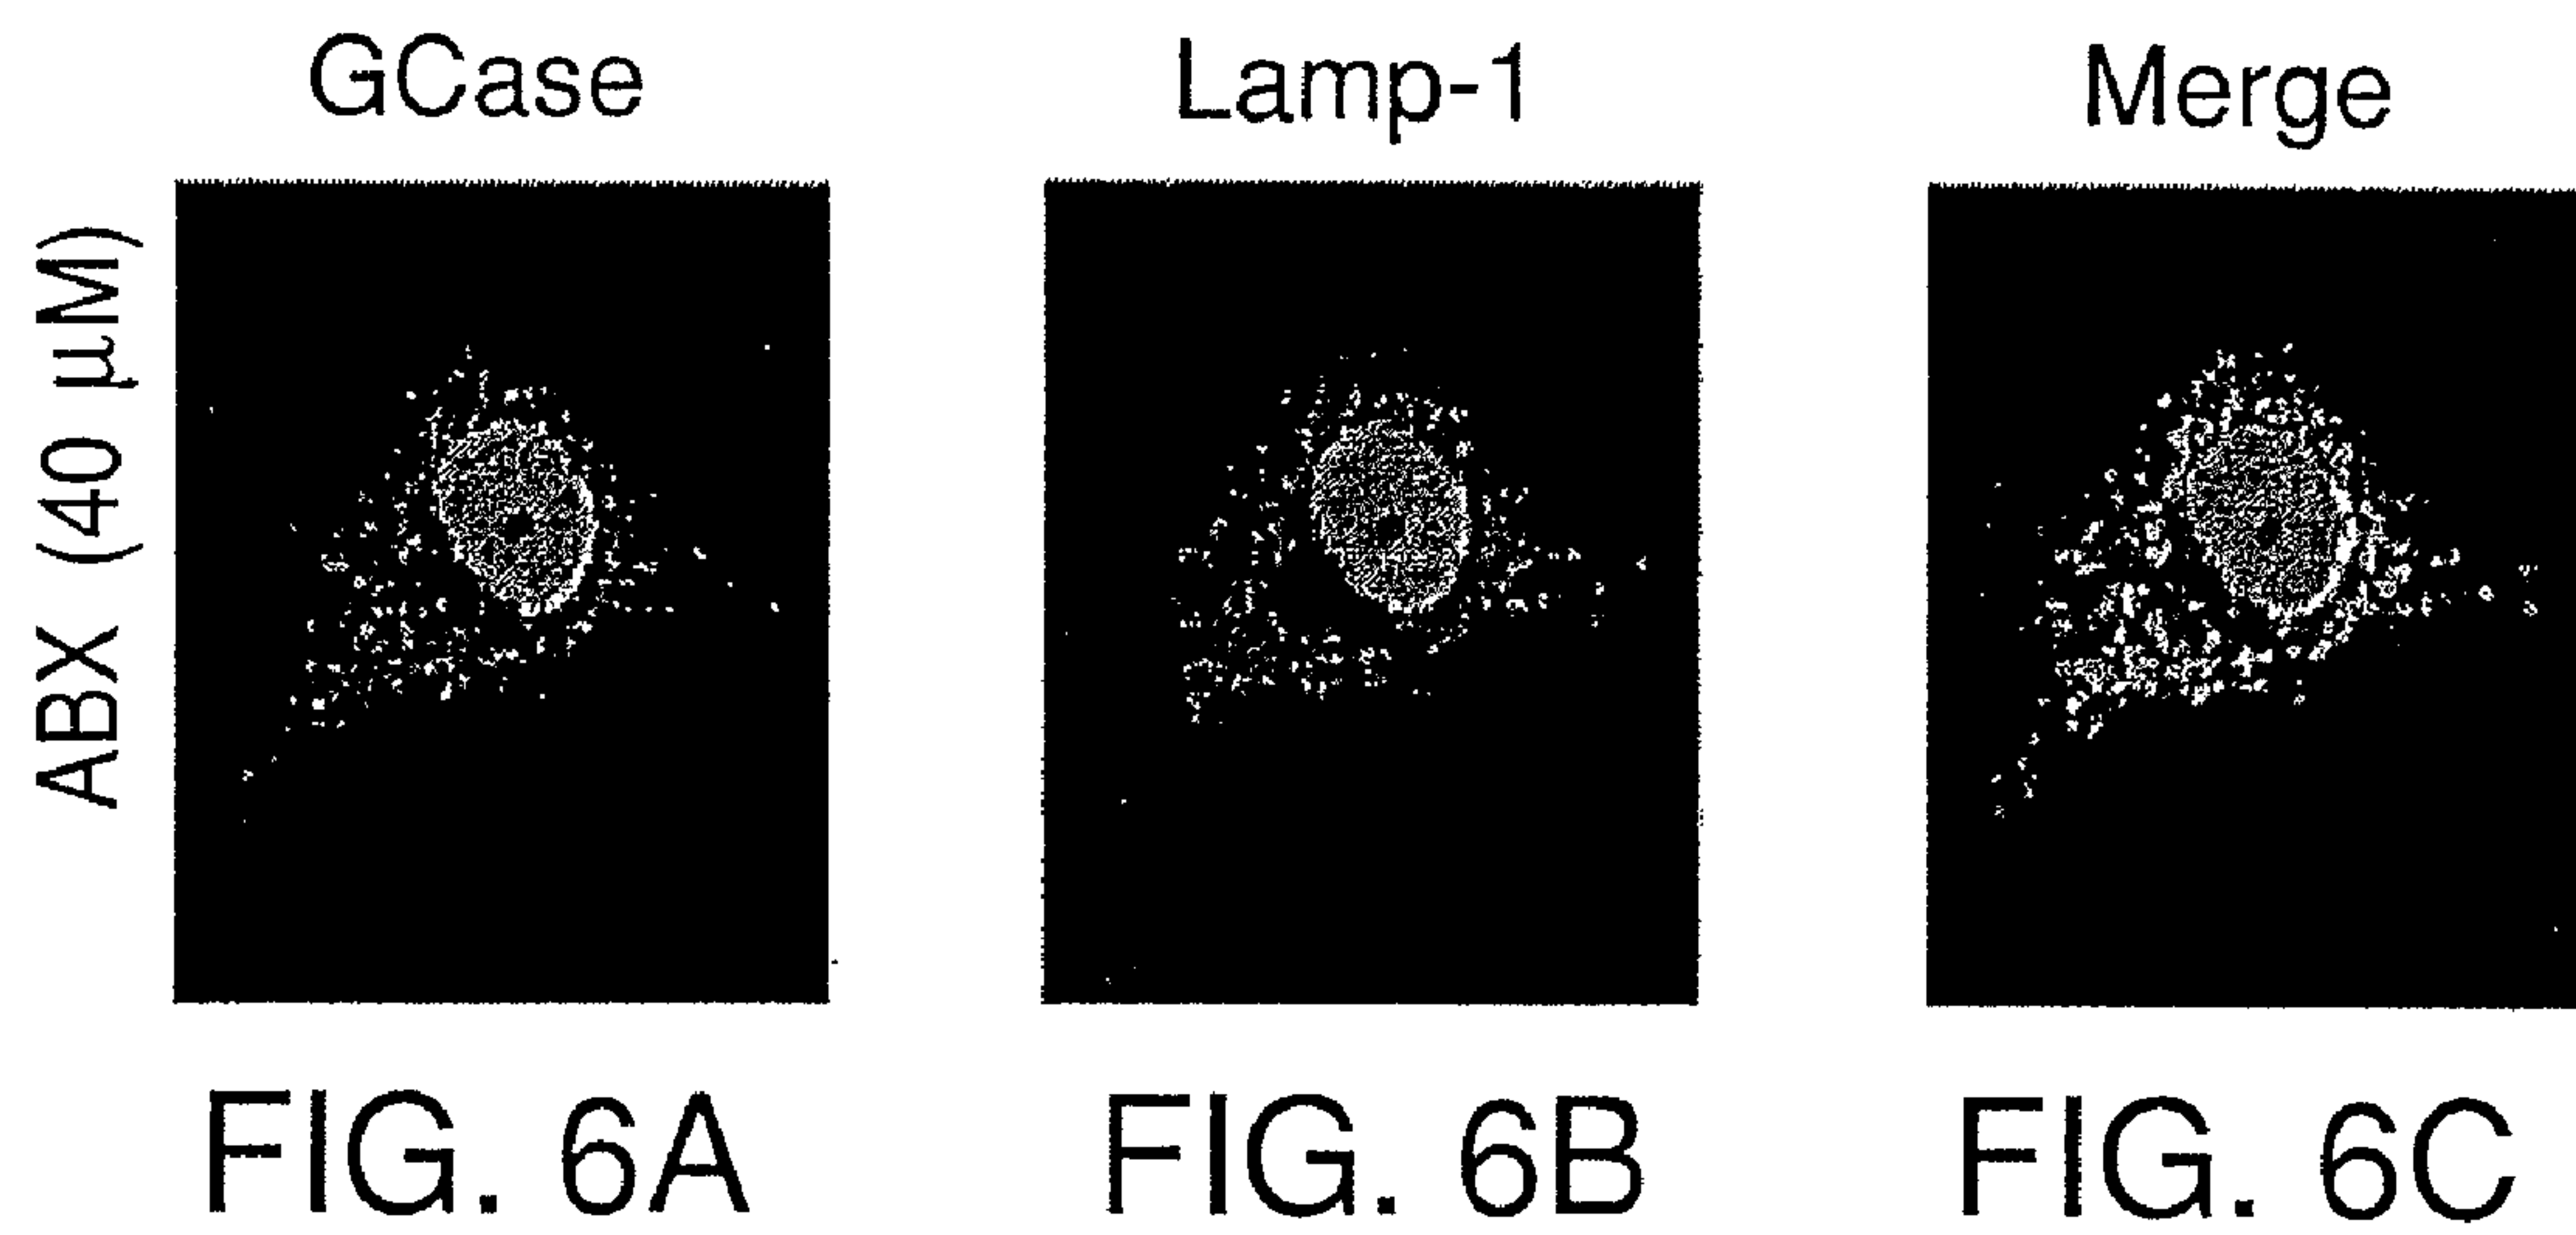 GCase
Lamp-1
Merge
ABX (40 μM)
FIG. 6A
FIG. 6B
FIG. 6C